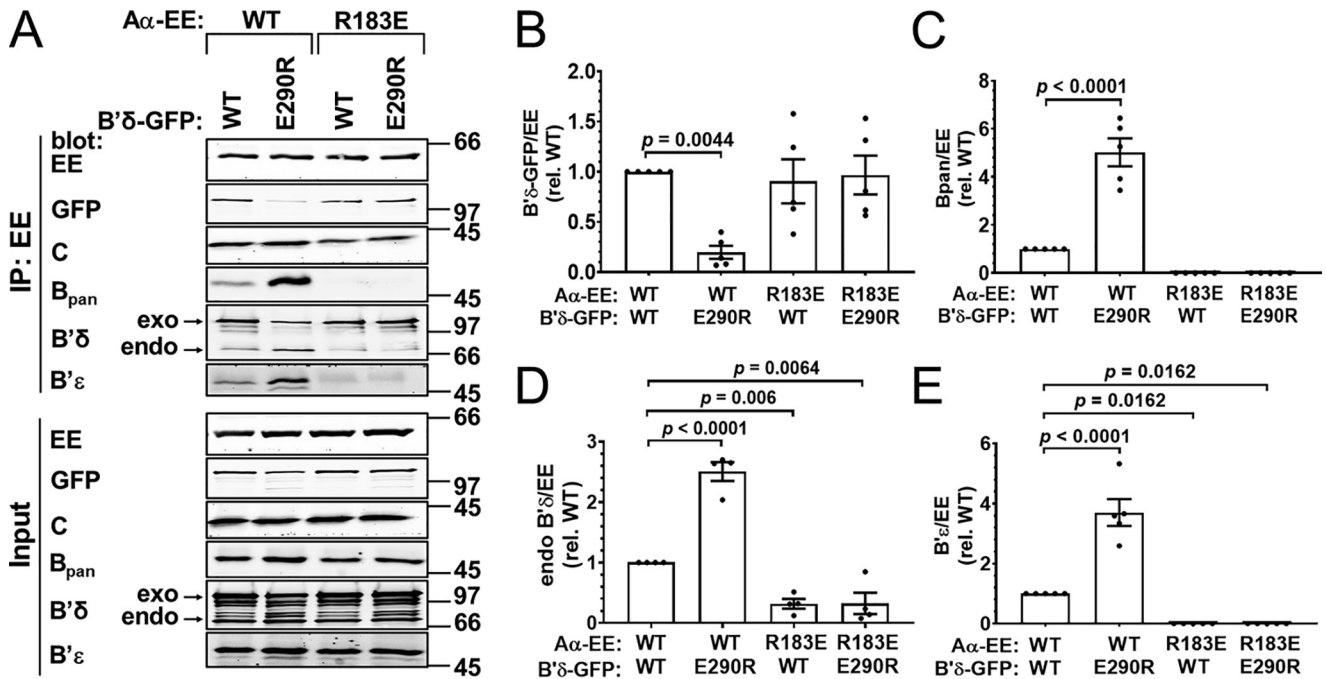 A
Aα-EE: WT R183E
B'δ-GFP: WT E290R WT E290R
blot:
IP: EE
EE 66
GFP 97
C 45
Bpan 45
B'δ exo → 97
endo → 66
B'ε 45
Input
EE 66
GFP 97
C 45
Bpan 45
B'δ exo → 97
endo → 66
B'ε 45
B
B'δ-GFP/EE
(rel. WT)
2.0
1.5
1.0
0.5
0.0
p = 0.0044
Aα-EE: WT WT R183E R183E
B'δ-GFP: WT E290R WT E290R
C
Bpan/EE
(rel. WT)
8
6
4
2
0
p < 0.0001
Aα-EE: WT WT R183E R183E
B'δ-GFP: WT E290R WT E290R
D
endo B'δ/EE
(rel. WT)
3
2
1
0
p = 0.0064
p = 0.006
p < 0.0001
Aα-EE: WT WT R183E R183E
B'δ-GFP: WT E290R WT E290R
E
B'ε/EE
(rel. WT)
6
4
2
0
p = 0.0162
p = 0.0162
p < 0.0001
Aα-EE: WT WT R183E R183E
B'δ-GFP: WT E290R WT E290R